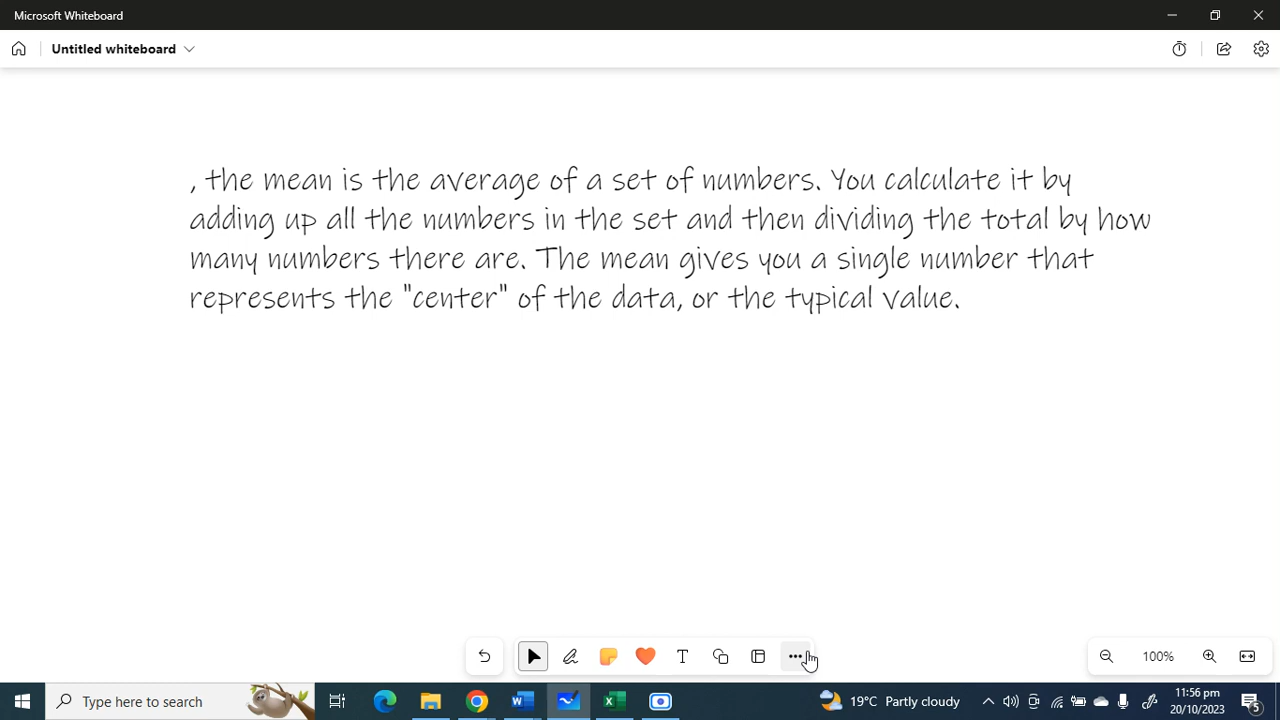 Microsoft Whiteboard
Untitled whiteboard
, the mean is the average of a set of numbers. You calculate it by
adding up all the numbers in the set and then dividing the total by how
many numbers there are. The mean gives you a single number that
represents the "center" of the data, or the typical value.
100%
Type here to search
19°C Partly cloudy
11:56 pm
20/10/2023
5